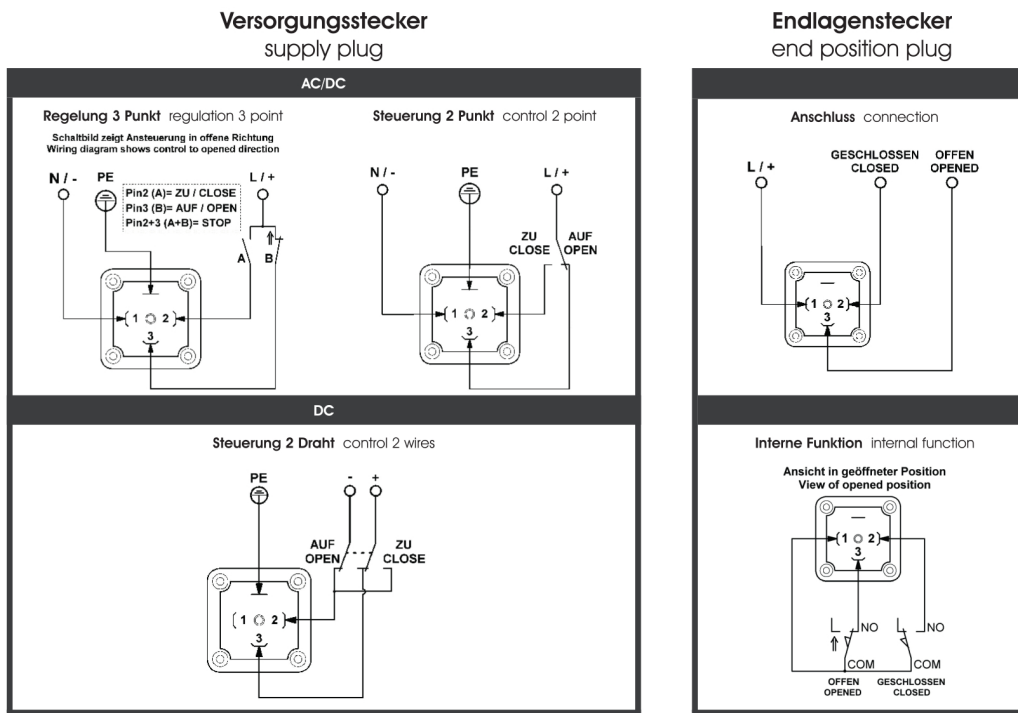 Versorgungsstecker
supply plug
AC/DC
Regelung 3 Punkt regulation 3 point
Schaltbild zeigt Ansteuerung in offene Richtung
Wiring diagram shows control to opened direction
N / -
PE
L / +
Pin2 (A)= ZU / CLOSE
Pin3 (B)= AUF / OPEN
Pin2+3 (A+B)= STOP
A
B
1 2
3
Steuerung 2 Punkt control 2 point
N / -
PE
L / +
ZU
CLOSE
AUF
OPEN
1 2
3
DC
Steuerung 2 Draht control 2 wires
PE
- +
AUF
OPEN
ZU
CLOSE
1 2
3
Endlagenstecker
end position plug
Anschluss connection
L / +
GESCHLOSSEN
CLOSED
OFFEN
OPENED
1 2
3
Interne Funktion internal function
Ansicht in geöffneter Position
View of opened position
1 2
3
NO
NO
COM
COM
OFFEN
OPENED
GESCHLOSSEN
CLOSED